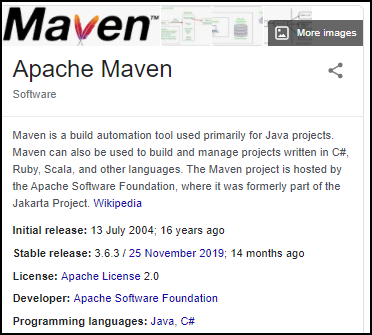 Maven™
More images
Apache Maven
Software
Maven is a build automation tool used primarily for Java projects.
Maven can also be used to build and manage projects written in C#,
Ruby, Scala, and other languages. The Maven project is hosted by
the Apache Software Foundation, where it was formerly part of the
Jakarta Project. Wikipedia
Initial release: 13 July 2004; 16 years ago
Stable release: 3.6.3 / 25 November 2019; 14 months ago
License: Apache License 2.0
Developer: Apache Software Foundation
Programming languages: Java, C#